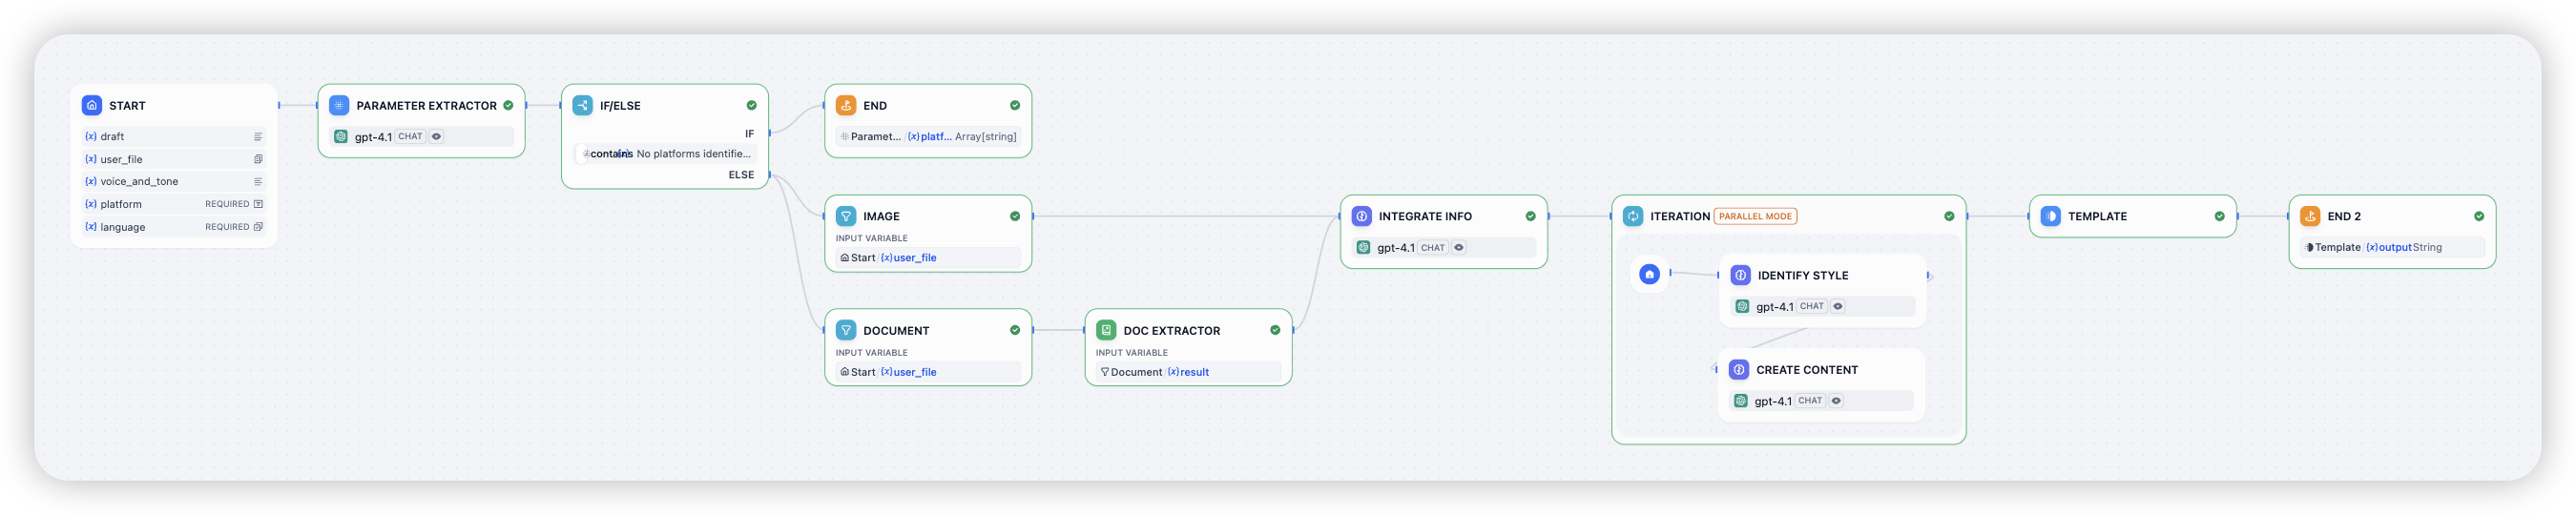 START
{x} draft
{x} user_file
{x} voice_and_tone
{x} platform REQUIRED
{x} language REQUIRED
PARAMETER EXTRACTOR
gpt-4.1 CHAT
IF/ELSE
IF
contains No platforms identifie...
ELSE
END
Paramet... / {x} platf... Array[string]
IMAGE
INPUT VARIABLE
Start / {x} user_file
DOCUMENT
INPUT VARIABLE
Start / {x} user_file
DOC EXTRACTOR
INPUT VARIABLE
Document / {x} result
INTEGRATE INFO
gpt-4.1 CHAT
ITERATION PARALLEL MODE
IDENTIFY STYLE
gpt-4.1 CHAT
CREATE CONTENT
gpt-4.1 CHAT
TEMPLATE
END 2
Template / {x} output String